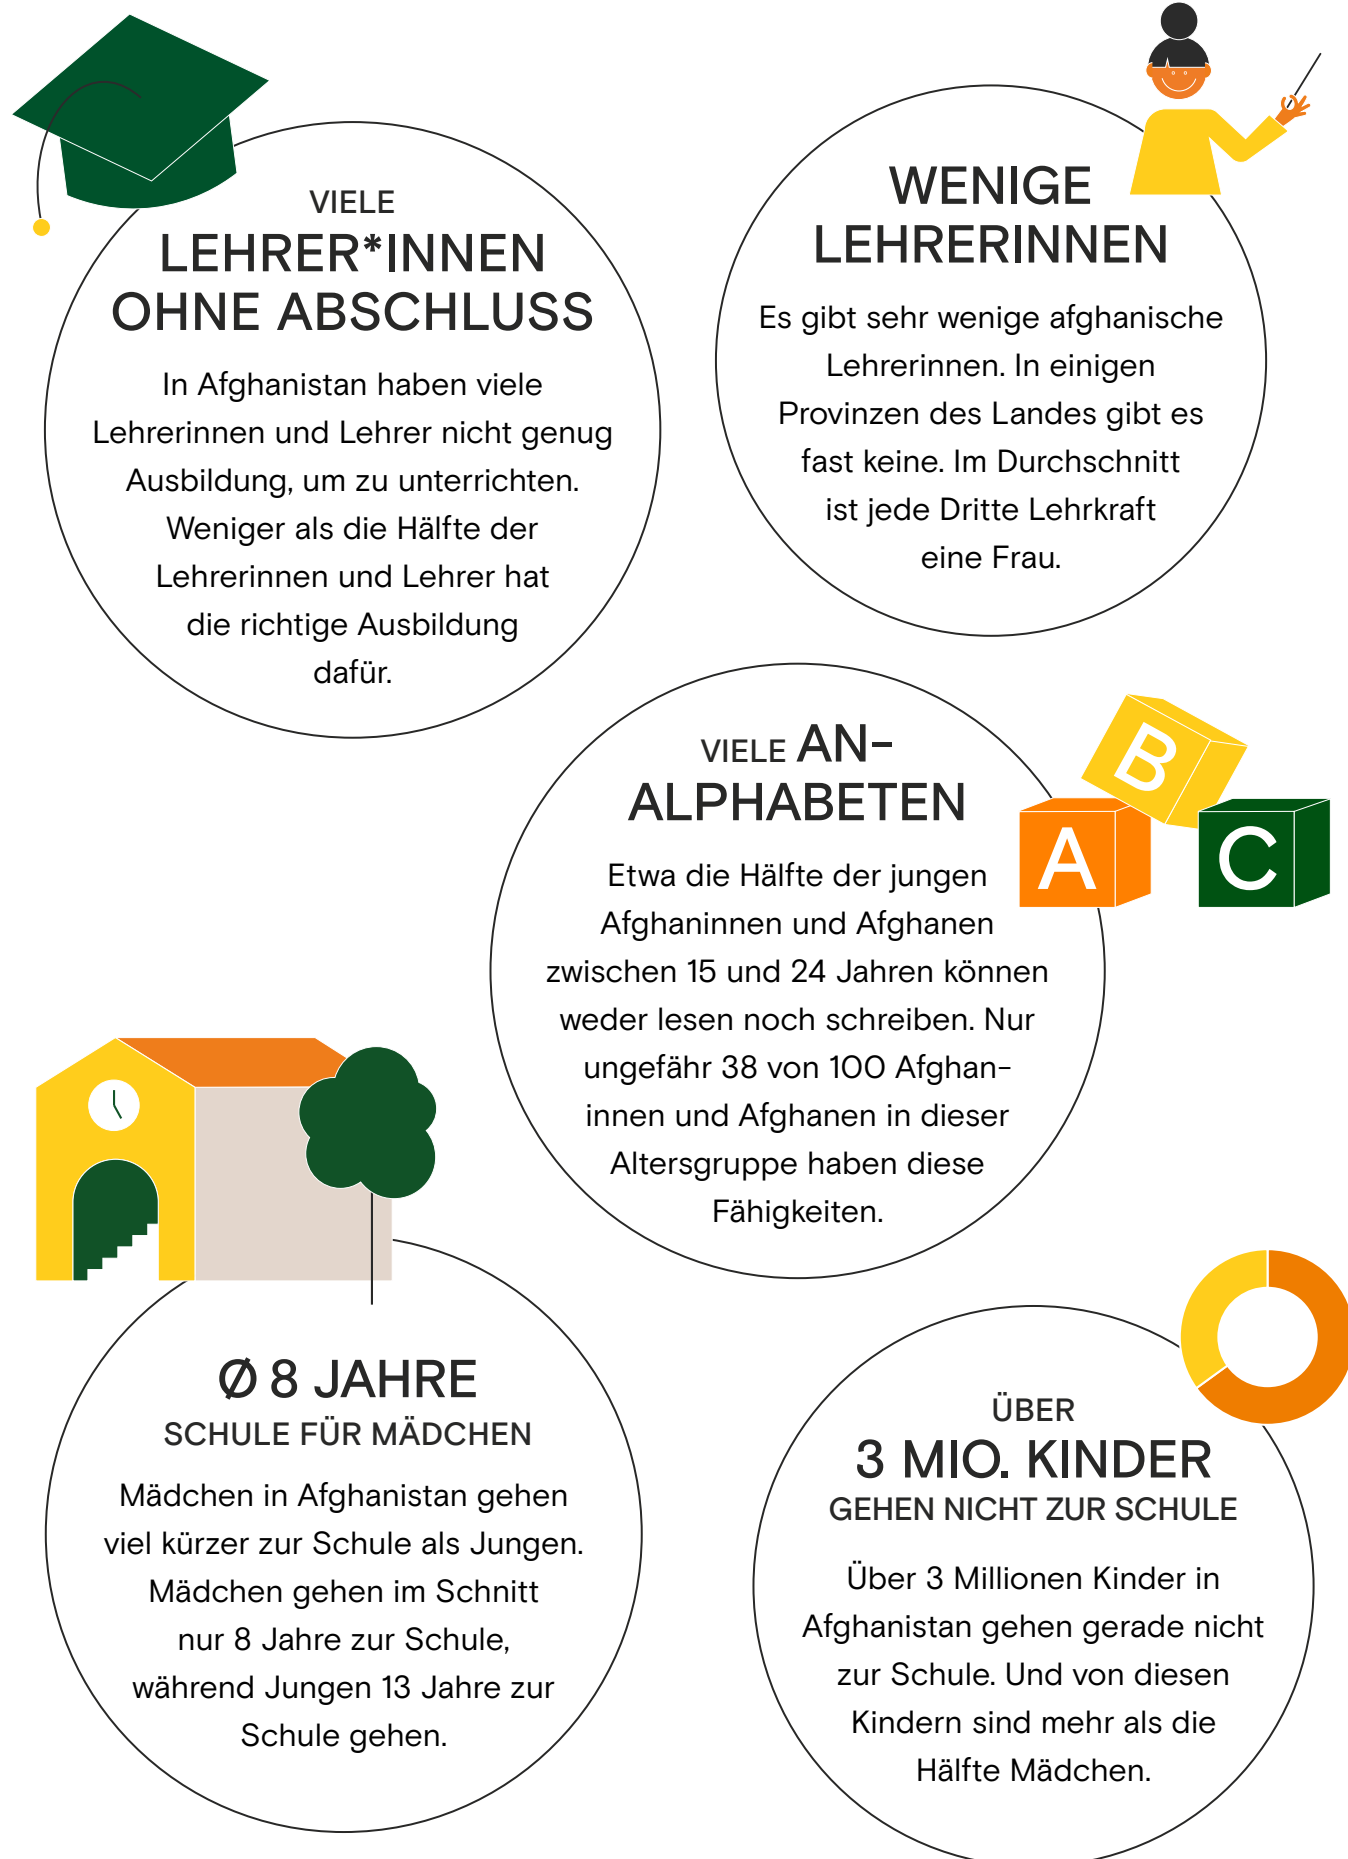 VIELE
LEHRER*INNEN
OHNE ABSCHLUSS
In Afghanistan haben viele
Lehrerinnen und Lehrer nicht genug
Ausbildung, um zu unterrichten.
Weniger als die Hälfte der
Lehrerinnen und Lehrer hat
die richtige Ausbildung
dafür.
WENIGE
LEHRERINNEN
Es gibt sehr wenige afghanische
Lehrerinnen. In einigen
Provinzen des Landes gibt es
fast keine. Im Durchschnitt
ist jede Dritte Lehrkraft
eine Frau.
VIELE AN-
ALPHABETEN
Etwa die Hälfte der jungen
Afghaninnen und Afghanen
zwischen 15 und 24 Jahren können
weder lesen noch schreiben. Nur
ungefähr 38 von 100 Afghan-
innen und Afghanen in dieser
Altersgruppe haben diese
Fähigkeiten.
A
B
C
Ø 8 JAHRE
SCHULE FÜR MÄDCHEN
Mädchen in Afghanistan gehen
viel kürzer zur Schule als Jungen.
Mädchen gehen im Schnitt
nur 8 Jahre zur Schule,
während Jungen 13 Jahre zur
Schule gehen.
ÜBER
3 MIO. KINDER
GEHEN NICHT ZUR SCHULE
Über 3 Millionen Kinder in
Afghanistan gehen gerade nicht
zur Schule. Und von diesen
Kindern sind mehr als die
Hälfte Mädchen.